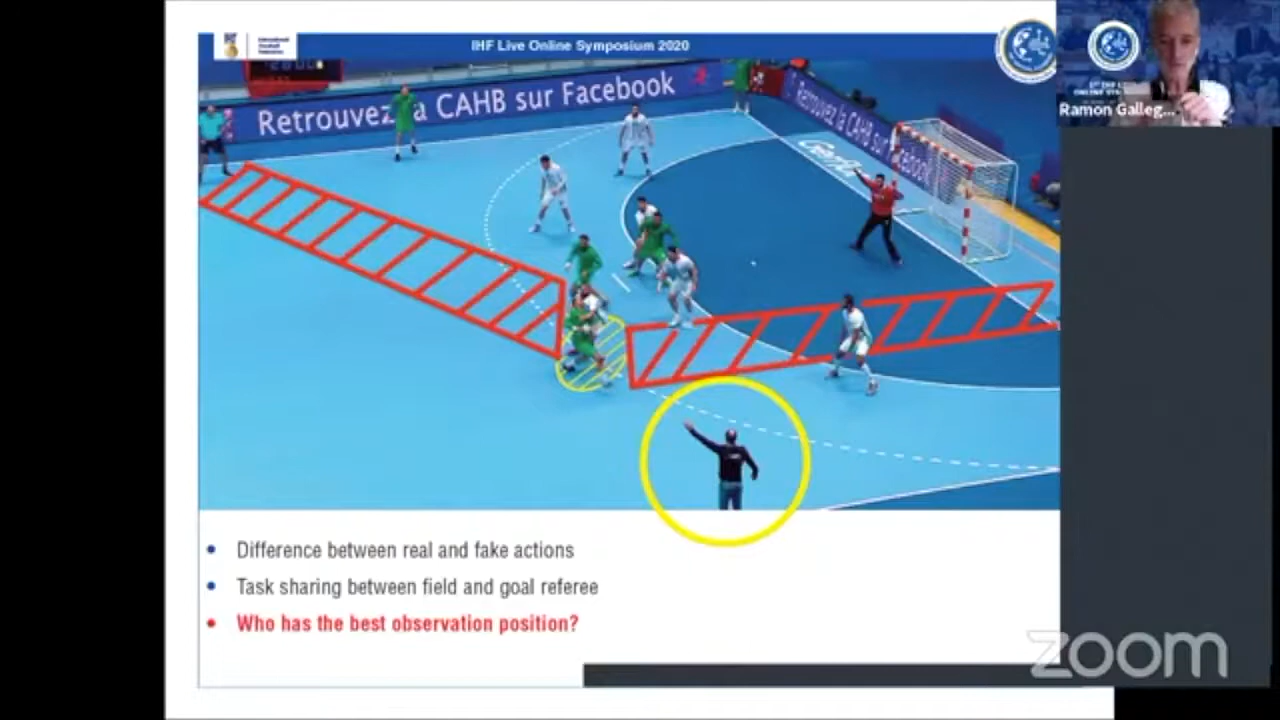 IHF Live Online Symposium 2020
Retrouvez la CAHB sur Facebook
Retrouvez la CAHB sur Facebook
Gerflor
Ramon Galleg...
• Difference between real and fake actions
• Task sharing between field and goal referee
• Who has the best observation position?
zoom